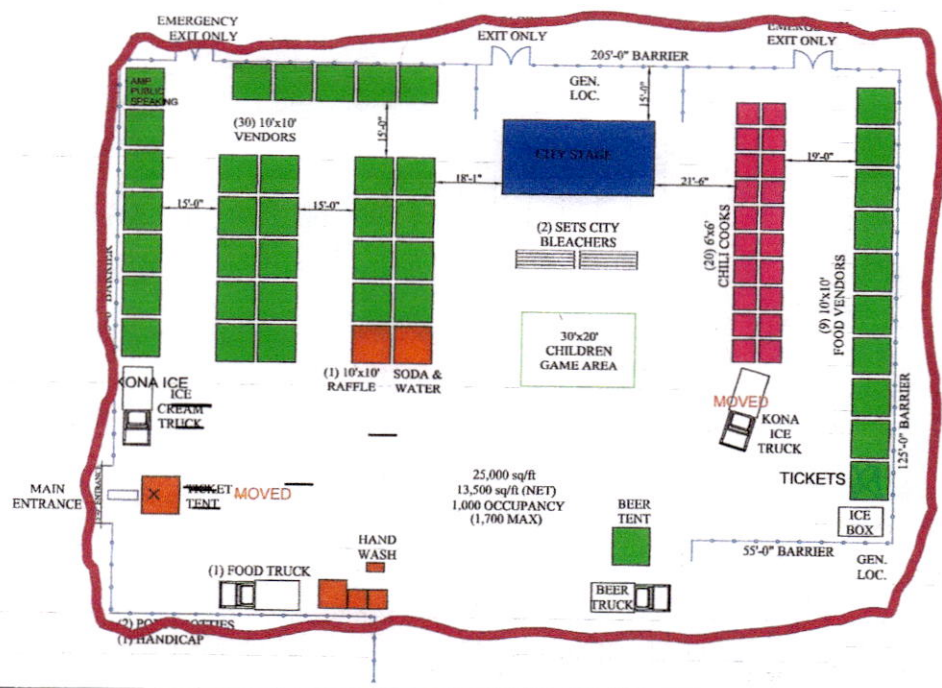 EMERGENCY
EXIT ONLY
EXIT ONLY
EMERGENCY
EXIT ONLY
205'-0" BARRIER
GEN.
LOC.
15'-0"
AMP
PUBLIC
SPEAKING
(30) 10'x10'
VENDORS
15'-0"
CITY STAGE
15'-0"
15'-0"
18'-1"
21'-6"
19'-0"
(2) SETS CITY
BLEACHERS
(20) 6'x6'
CHILI COOKS
(9) 10'x10'
FOOD VENDORS
BARRIER
30'x20'
CHILDREN
GAME AREA
(1) 10'x10'
RAFFLE
SODA &
WATER
KONA ICE
ICE
CREAM
TRUCK
MOVED
KONA
ICE
TRUCK
125'-0" BARRIER
MAIN
ENTRANCE
X
TICKET
TENT
MOVED
25,000 sq/ft
13,500 sq/ft (NET)
1,000 OCCUPANCY
(1,700 MAX)
TICKETS
BEER
TENT
ICE
BOX
HAND
WASH
55'-0" BARRIER
GEN.
LOC.
(1) FOOD TRUCK
BEER
TRUCK
(1) HANDICAP